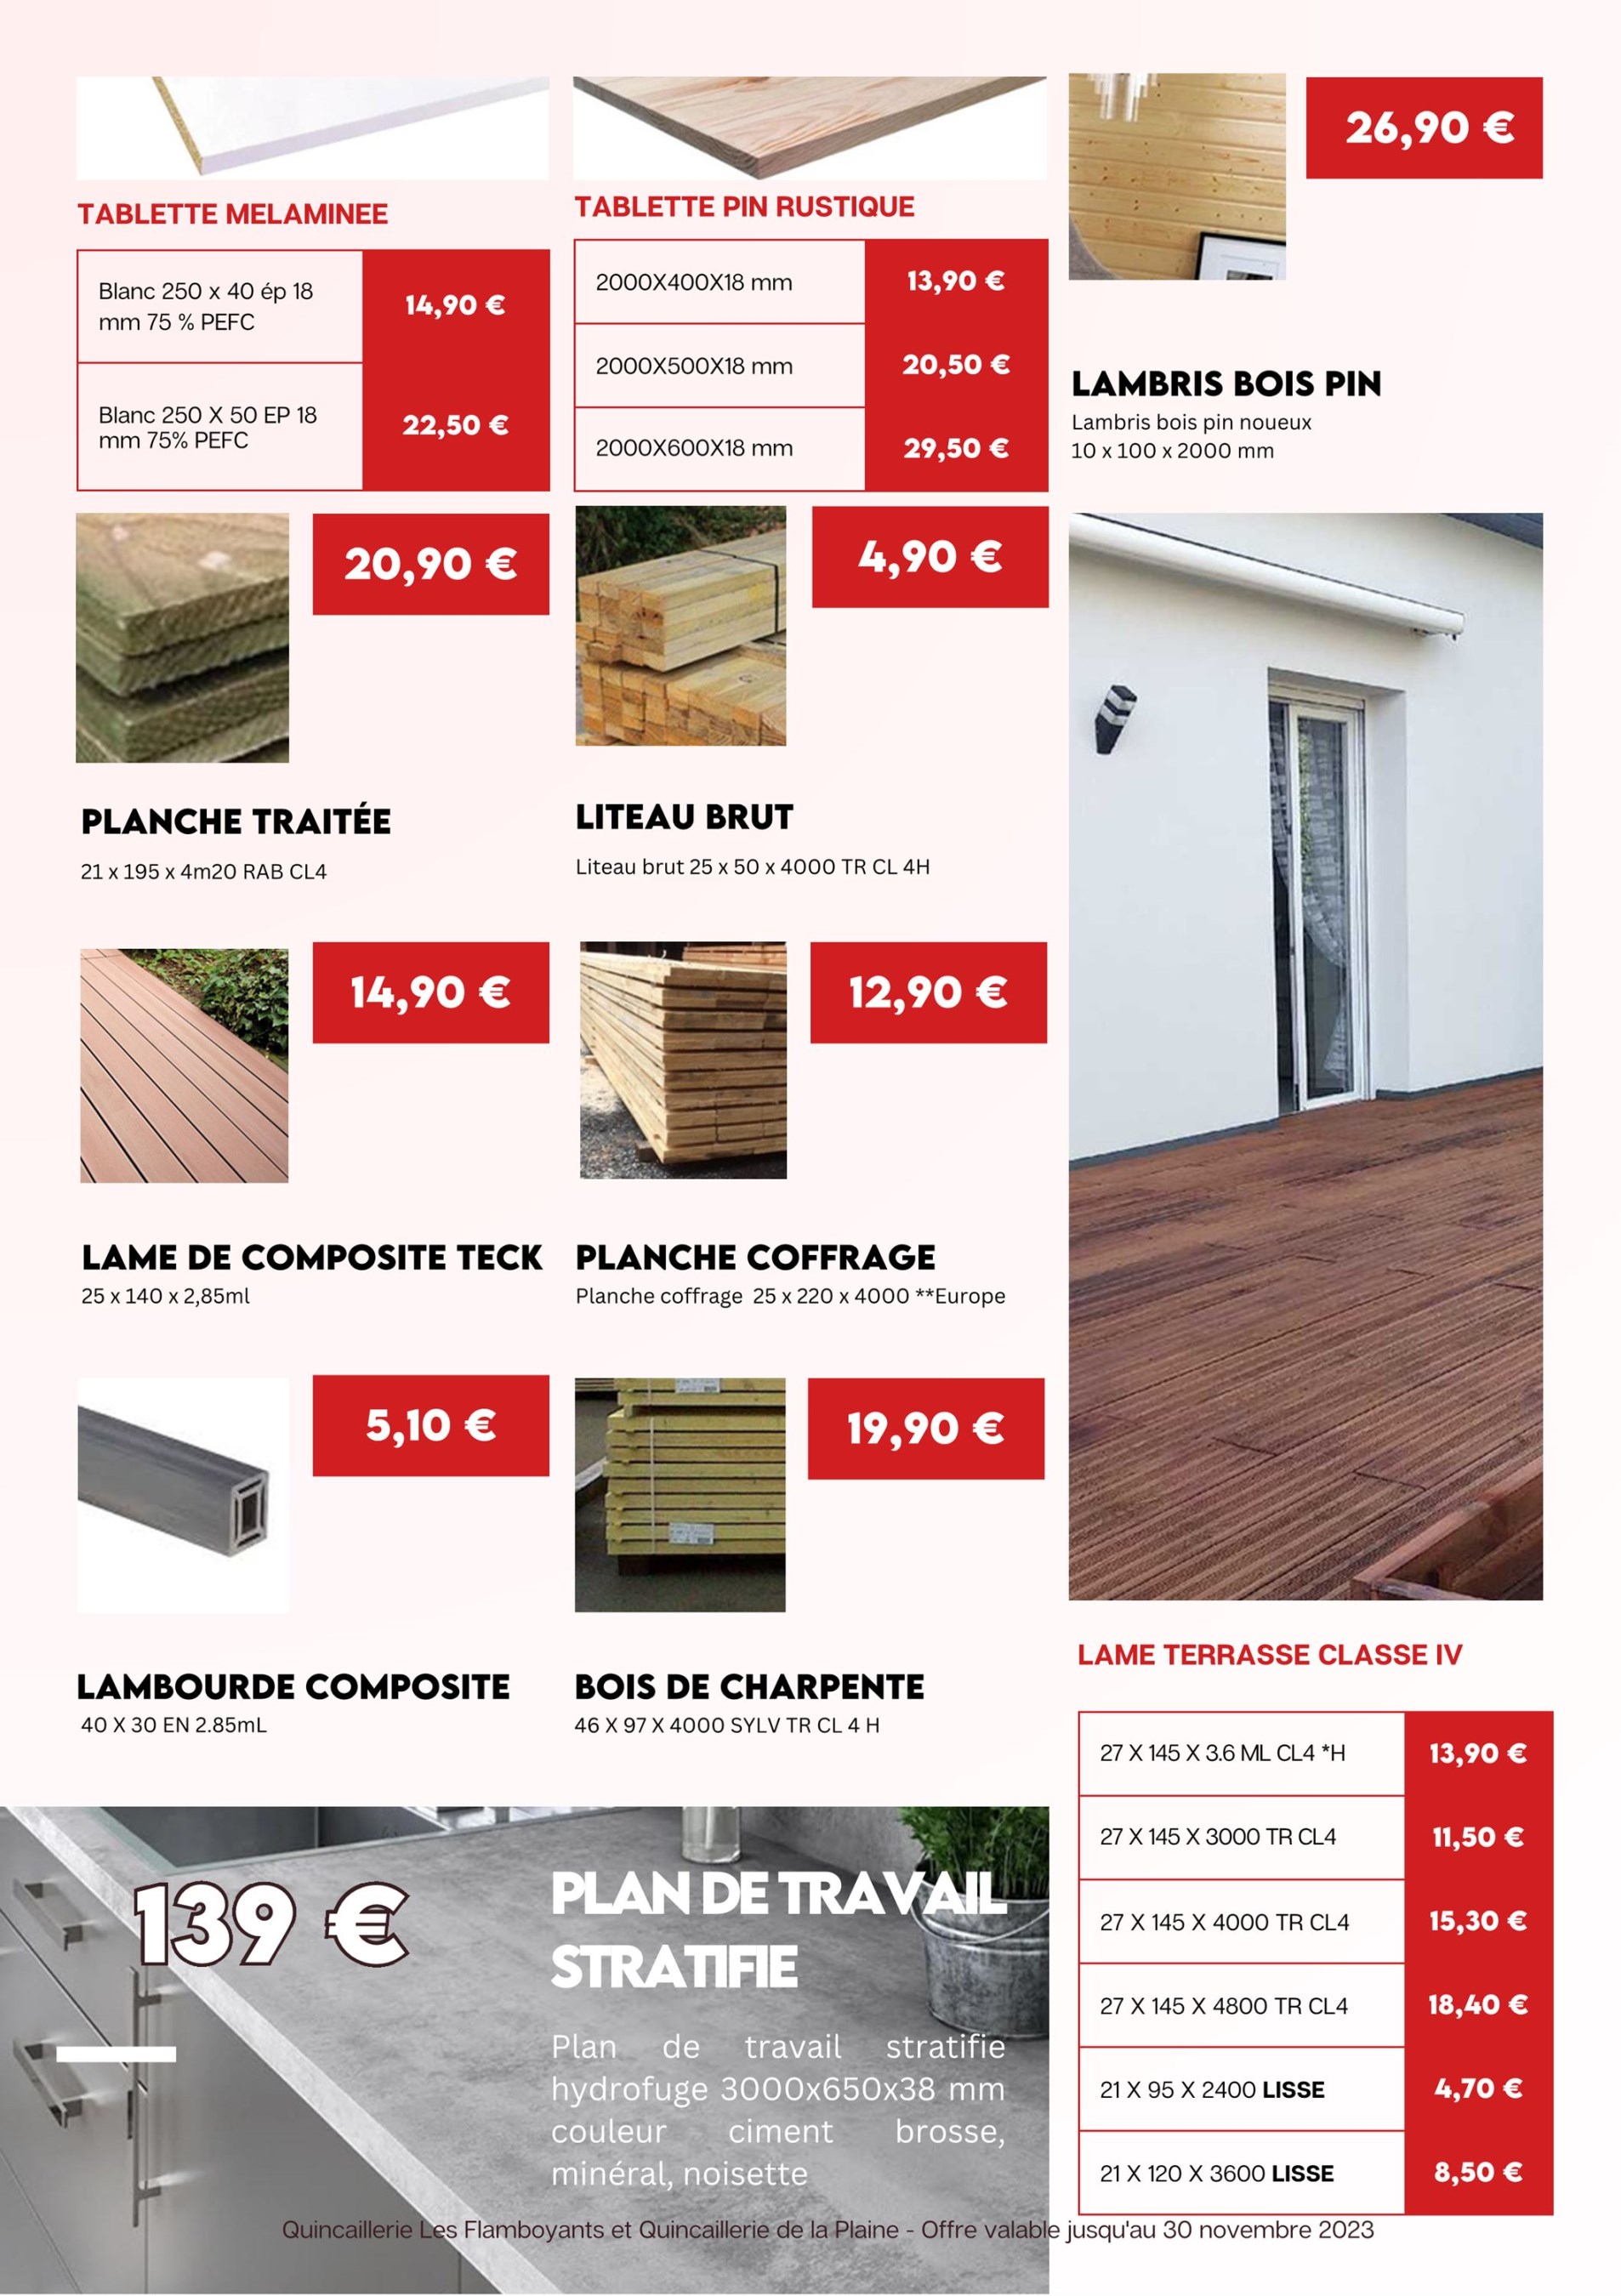 26,90 €
TABLETTE MELAMINEE
Blanc 250 x 40 ép 18
mm 75 % PEFC
14,90 €
Blanc 250 X 50 EP 18
mm 75% PEFC
22,50 €
TABLETTE PIN RUSTIQUE
2000X400X18 mm
13,90 €
2000X500X18 mm
20,50 €
2000X600X18 mm
29,50 €
LAMBRIS BOIS PIN
Lambris bois pin noueux
10 x 100 x 2000 mm
20,90 €
PLANCHE TRAITÉE
21 x 195 x 4m20 RAB CL4
4,90 €
LITEAU BRUT
Liteau brut 25 x 50 x 4000 TR CL 4H
14,90 €
LAME DE COMPOSITE TECK
25 x 140 x 2,85ml
12,90 €
PLANCHE COFFRAGE
Planche coffrage 25 x 220 x 4000 **Europe
5,10 €
LAMBOURDE COMPOSITE
40 X 30 EN 2.85mL
19,90 €
BOIS DE CHARPENTE
46 X 97 X 4000 SYLV TR CL 4 H
LAME TERRASSE CLASSE IV
27 X 145 X 3.6 ML CL4 *H
13,90 €
27 X 145 X 3000 TR CL4
11,50 €
27 X 145 X 4000 TR CL4
15,30 €
27 X 145 X 4800 TR CL4
18,40 €
21 X 95 X 2400 LISSE
4,70 €
21 X 120 X 3600 LISSE
8,50 €
139 €
PLAN DE TRAVAIL
STRATIFIE
Plan de travail stratifie
hydrofuge 3000x650x38 mm
couleur ciment brosse,
minéral, noisette
Quincaillerie Les Flamboyants et Quincaillerie de la Plaine - Offre valable jusqu'au 30 novembre 2023